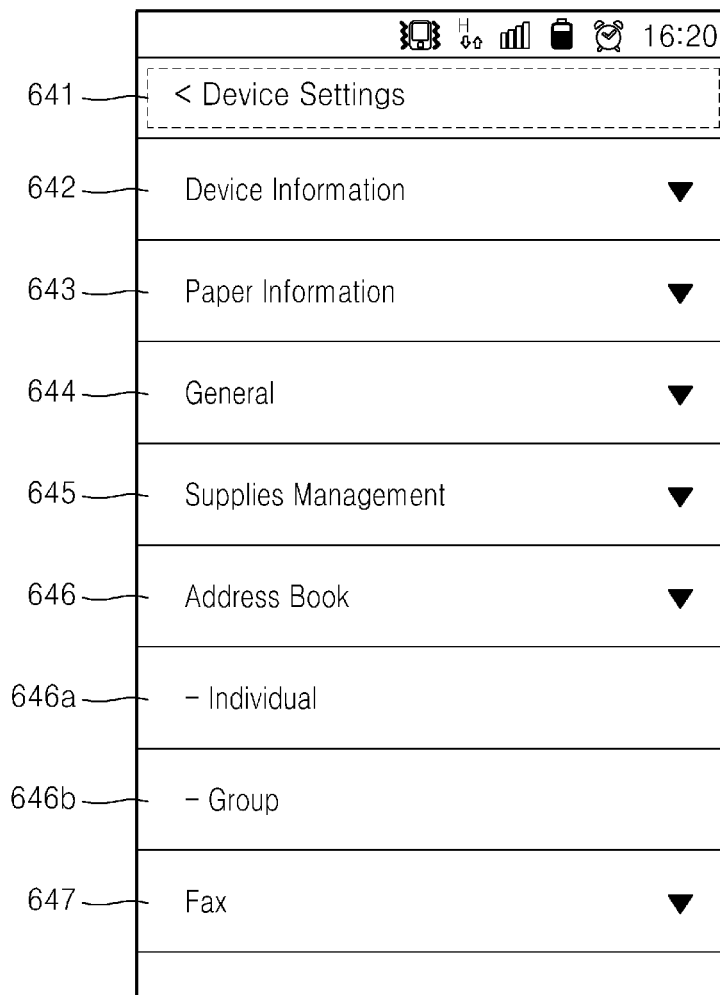 H 16:20
641 < Device Settings
642 Device Information ▼
643 Paper Information ▼
644 General ▼
645 Supplies Management ▼
646 Address Book ▼
646a – Individual
646b – Group
647 Fax ▼